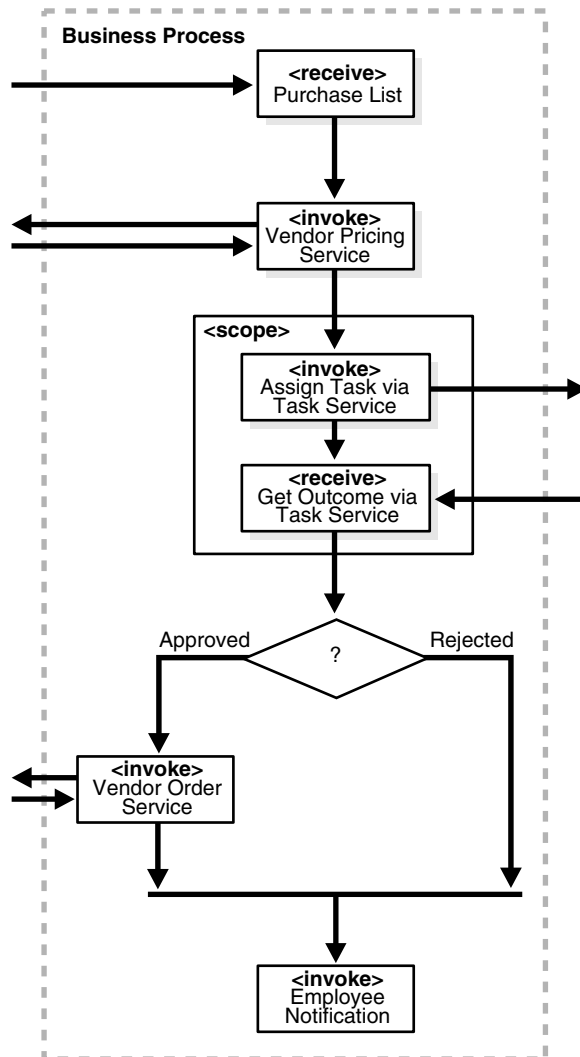 Business Process
<receive>
Purchase List
<invoke>
Vendor Pricing
Service
<scope>
<invoke>
Assign Task via
Task Service
<receive>
Get Outcome via
Task Service
Approved
?
Rejected
<invoke>
Vendor Order
Service
<invoke>
Employee
Notification